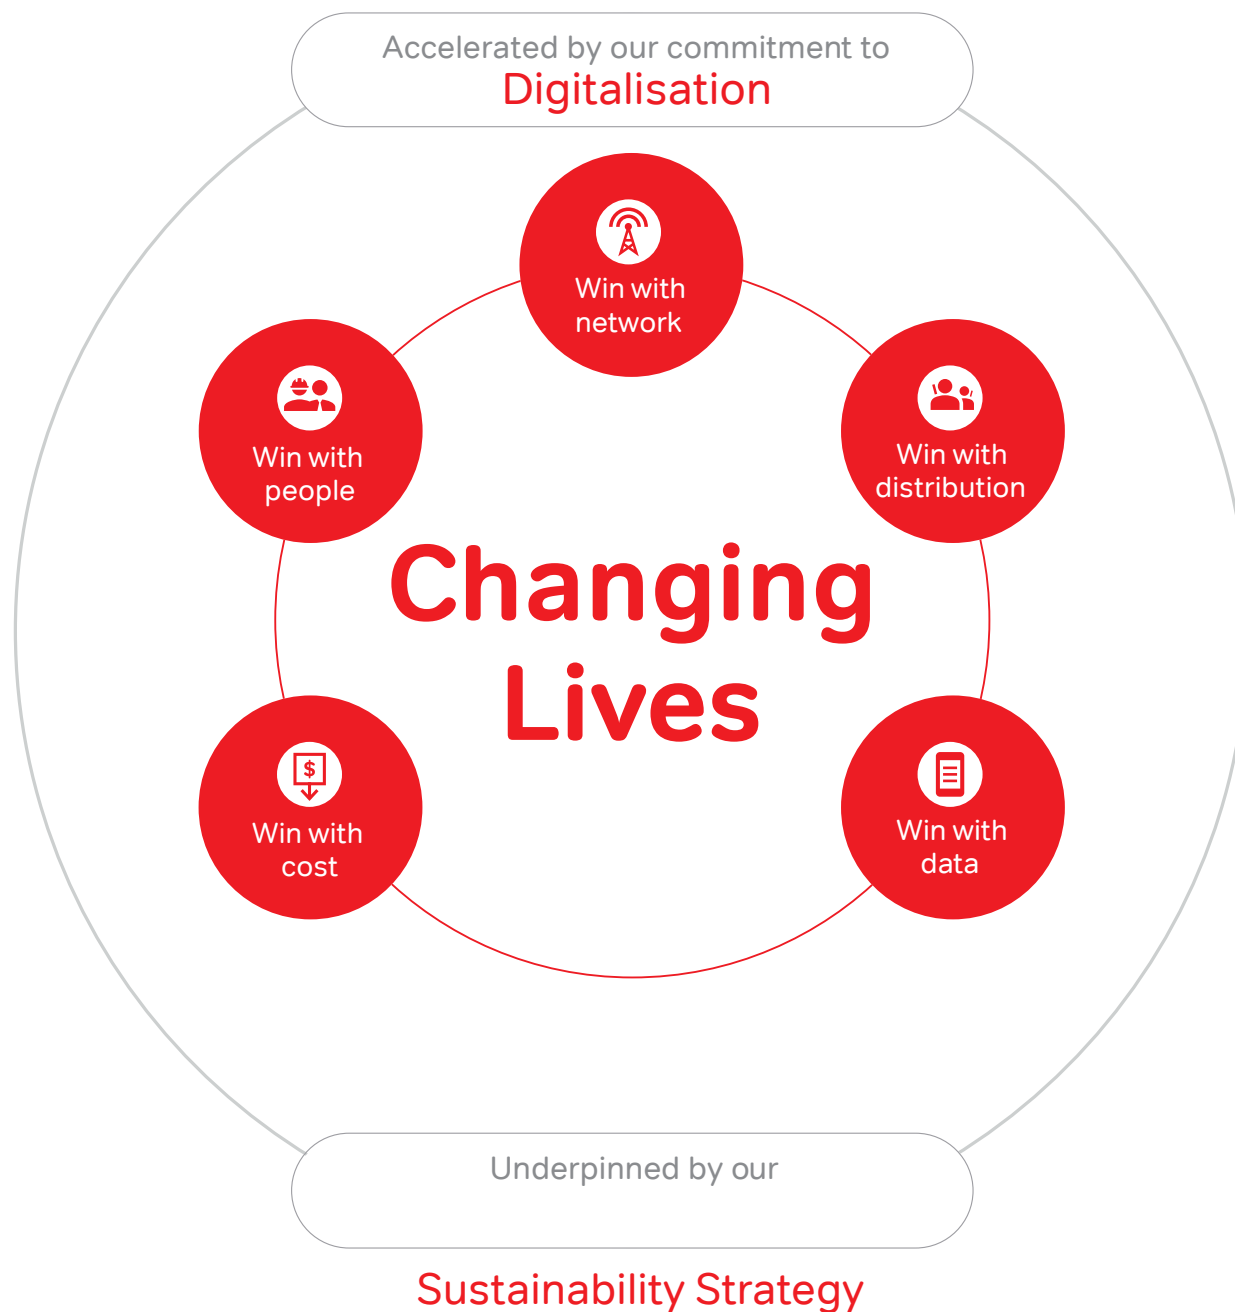 Accelerated by our commitment to
Digitalisation
Win with
network
Win with
people
Win with
distribution
Changing
Lives
$
Win with
cost
Win with
data
Underpinned by our
Sustainability Strategy